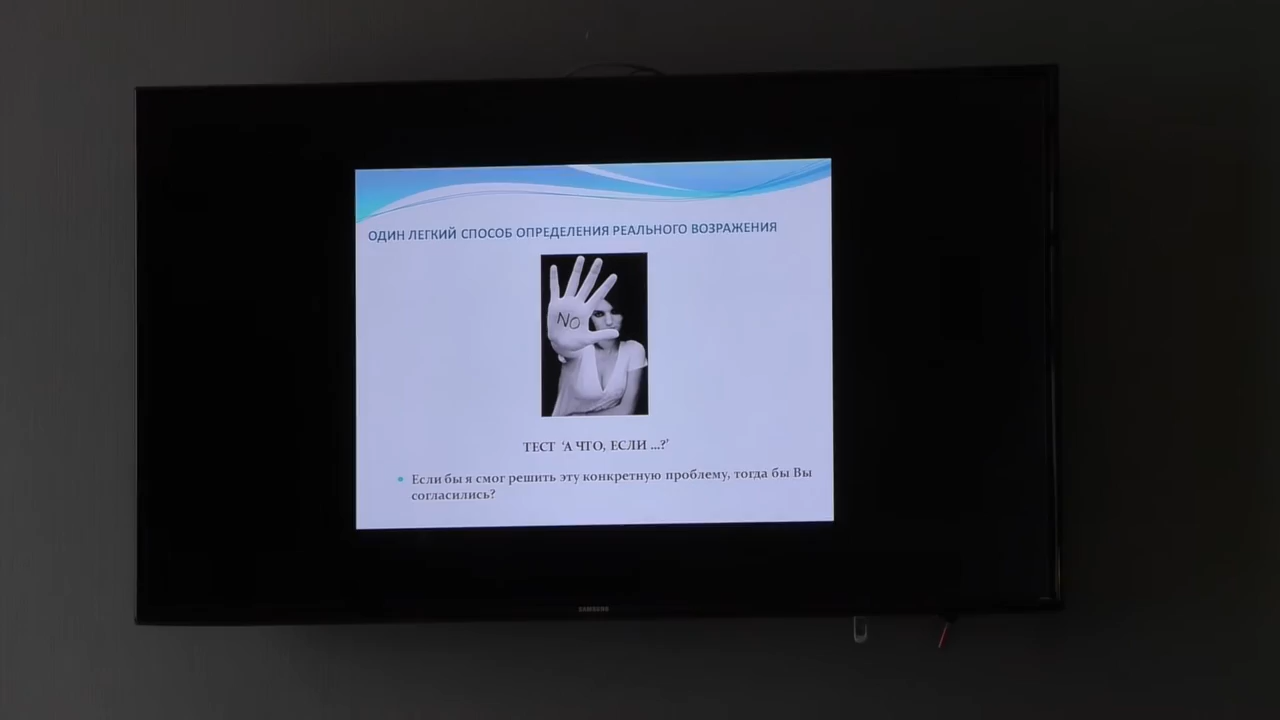 ОДИН ЛЕГКИЙ СПОСОБ ОПРЕДЕЛЕНИЯ РЕАЛЬНОГО ВОЗРАЖЕНИЯ
NO
ТЕСТ ‘А ЧТО, ЕСЛИ ...?’
• Если бы я смог решить эту конкретную проблему, тогда бы Вы
согласились?
SAMSUNG